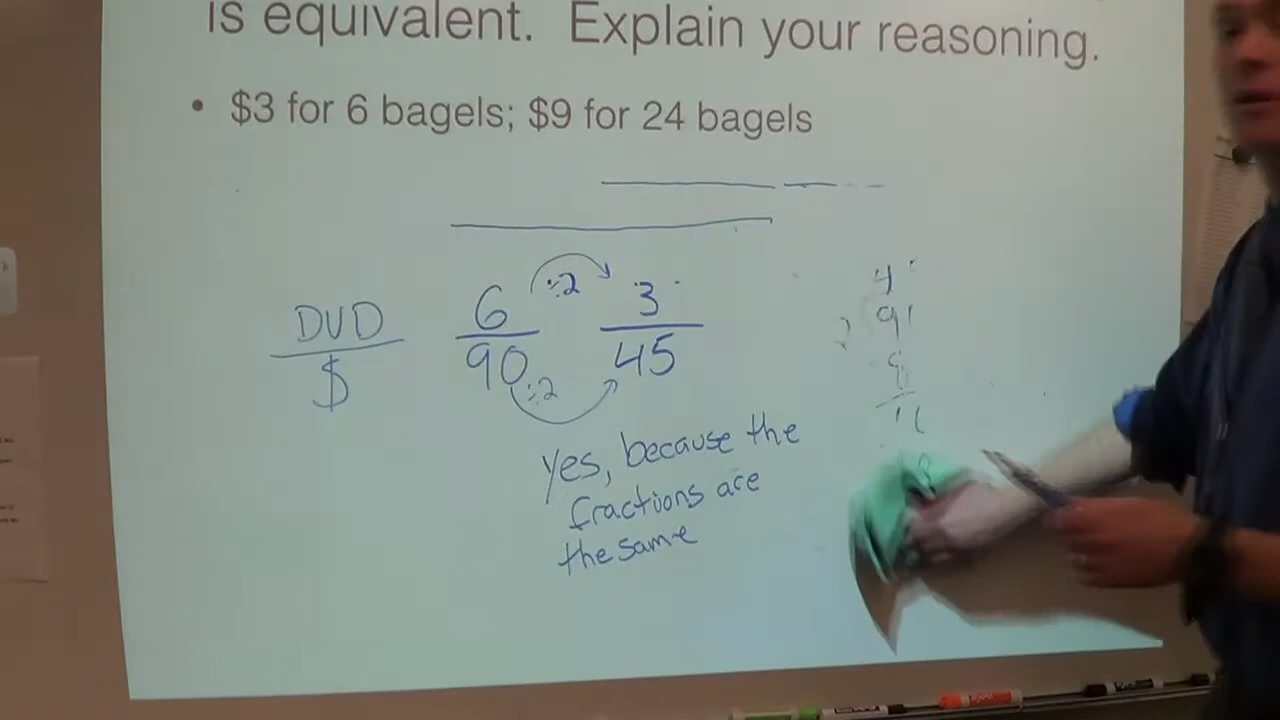 is equivalent. Explain your reasoning.
• $3 for 6 bagels; $9 for 24 bagels
DVD
$
6 ÷2 3
90 ÷2 45
yes, because the
fractions are
the same